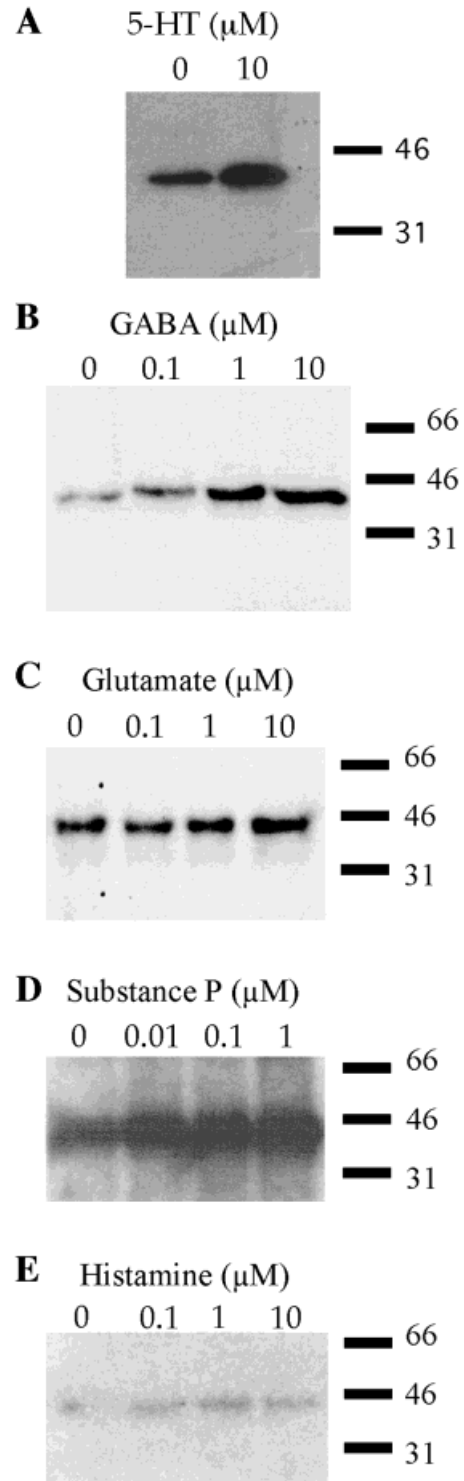 A
5-HT (µM)
0 10
46
31
B
GABA (µM)
0 0.1 1 10
66
46
31
C
Glutamate (µM)
0 0.1 1 10
66
46
31
D
Substance P (µM)
0 0.01 0.1 1
66
46
31
E
Histamine (µM)
0 0.1 1 10
66
46
31